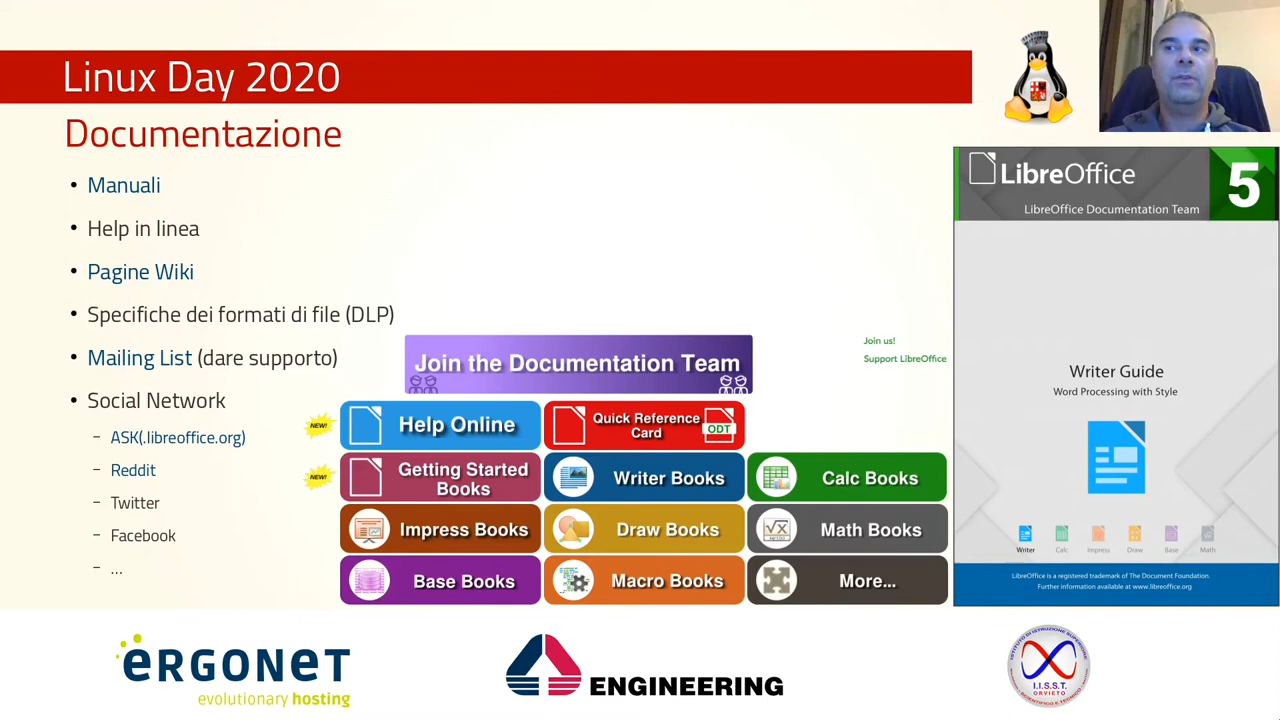 Linux Day 2020
Documentazione
• Manuali
• Help in linea
• Pagine Wiki
• Specifiche dei formati di file (DLP)
• Mailing List (dare supporto)
• Social Network
– ASK(.libreoffice.org)
– Reddit
– Twitter
– Facebook
– ...
Join the Documentation Team
Join us!
Support LibreOffice
NEW!
Help Online
Quick Reference
Card
ODT
NEW!
Getting Started
Books
Writer Books
Calc Books
Impress Books
Draw Books
Math Books
Base Books
Macro Books
More...
LibreOffice
5
LibreOffice Documentation Team
Writer Guide
Word Processing with Style
Writer Calc Impress Draw Base Math
LibreOffice is a registered trademark of The Document Foundation.
Further information available at www.libreoffice.org
eRGONeT
evolutionary hosting
ENGINEERING
ISTITUTO DI ISTRUZIONE SUPERIORE
I.I.S.S.T.
ORVIETO